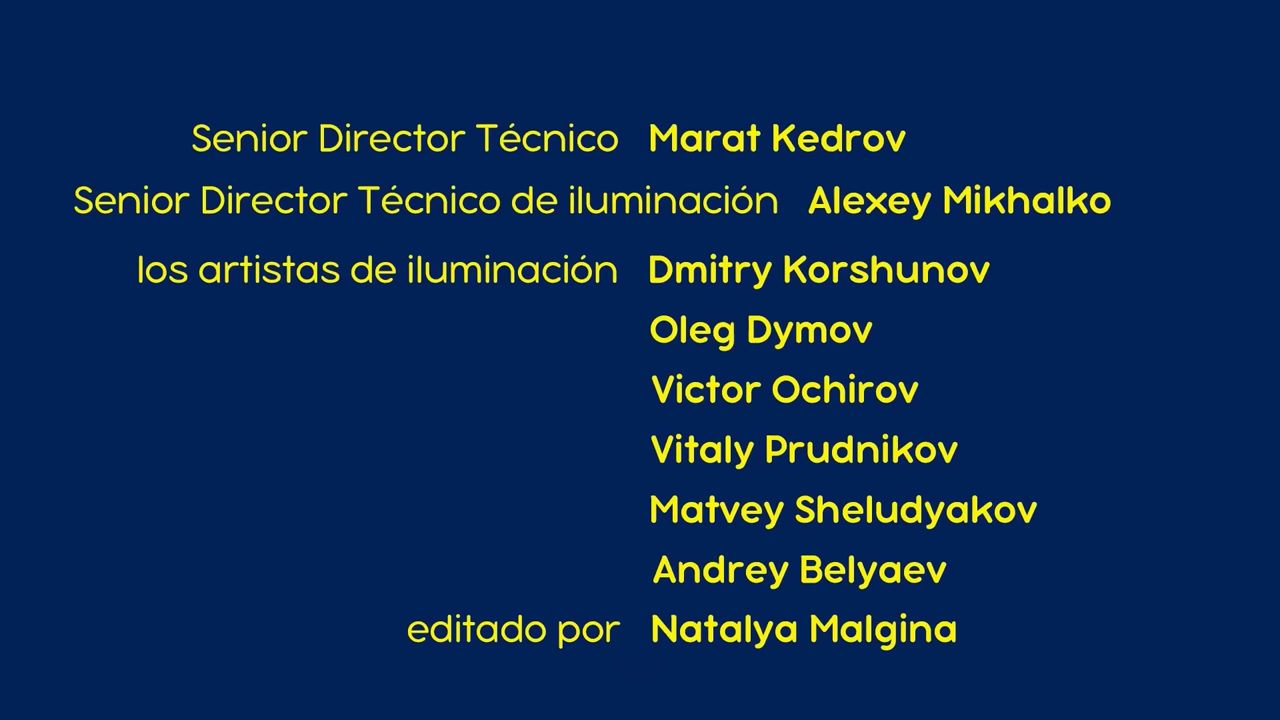 Senior Director Técnico Marat Kedrov
Senior Director Técnico de iluminación Alexey Mikhalko
los artistas de iluminación Dmitry Korshunov
Oleg Dymov
Victor Ochirov
Vitaly Prudnikov
Matvey Sheludyakov
Andrey Belyaev
editado por Natalya Malgina